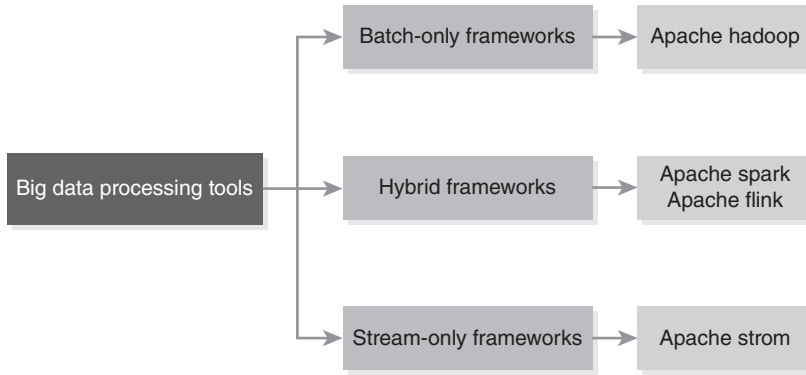 Batch-only frameworks
Apache hadoop
Big data processing tools
Hybrid frameworks
Apache spark
Apache flink
Stream-only frameworks
Apache strom